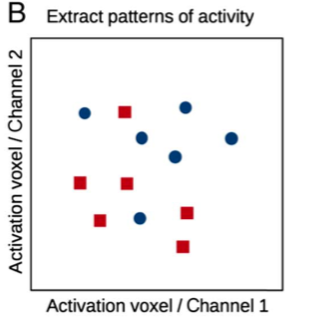 B Extract patterns of activity
Activation voxel / Channel 2
Activation voxel / Channel 1